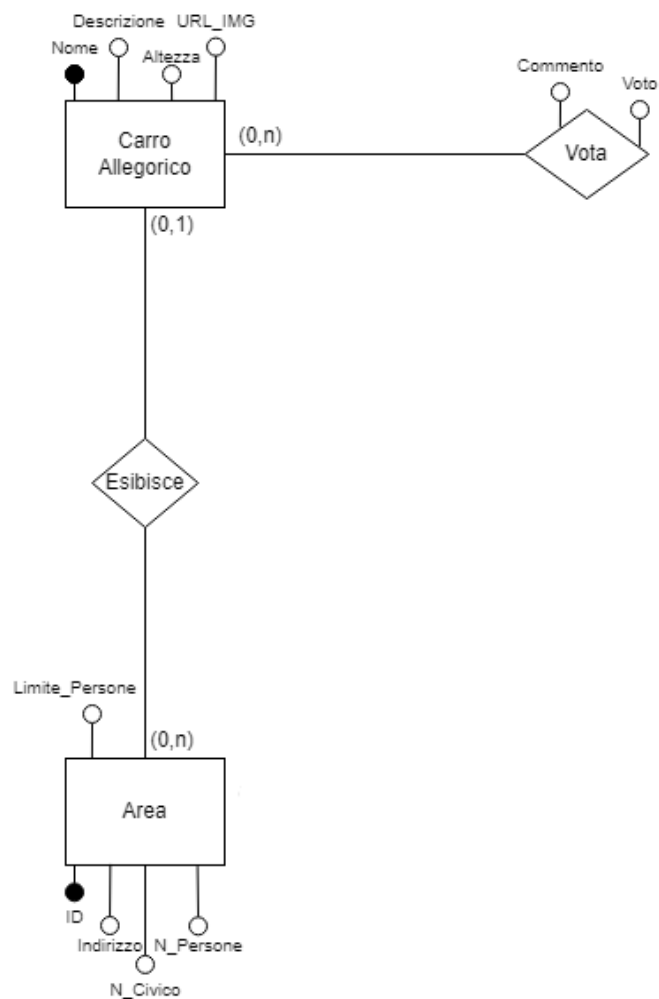 Descrizione URL_IMG
Nome
Altezza
Commento
Voto
Carro
Allegorico
(0,n)
Vota
(0,1)
Esibisce
Limite_Persone
(0,n)
Area
ID
Indirizzo
N_Persone
N_Civico